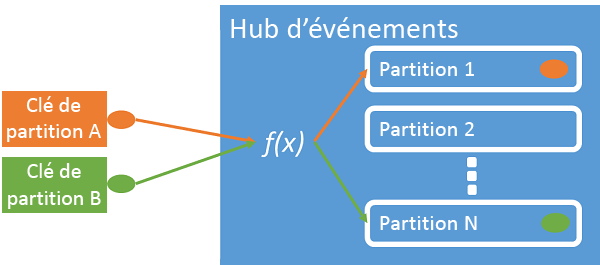 Hub d’événements
Clé de
partition A
Clé de
partition B
f(x)
Partition 1
Partition 2
Partition N